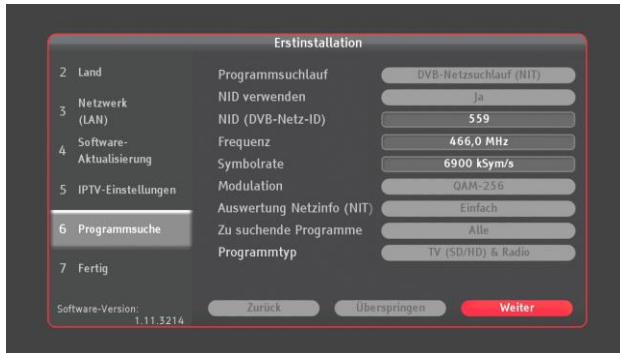 Erstinstallation
2 Land
3 Netzwerk
(LAN)
4 Software-
Aktualisierung
5 IPTV-Einstellungen
6 Programmsuche
7 Fertig
Software-Version:
1.11.3214
Programmsuchlauf DVB-Netzsuchlauf (NIT)
NID verwenden Ja
NID (DVB-Netz-ID) 559
Frequenz 466,0 MHz
Symbolrate 6900 kSym/s
Modulation QAM-256
Auswertung Netzinfo (NIT) Einfach
Zu suchende Programme Alle
Programmtyp TV (SD/HD) & Radio
Zurück Überspringen Weiter